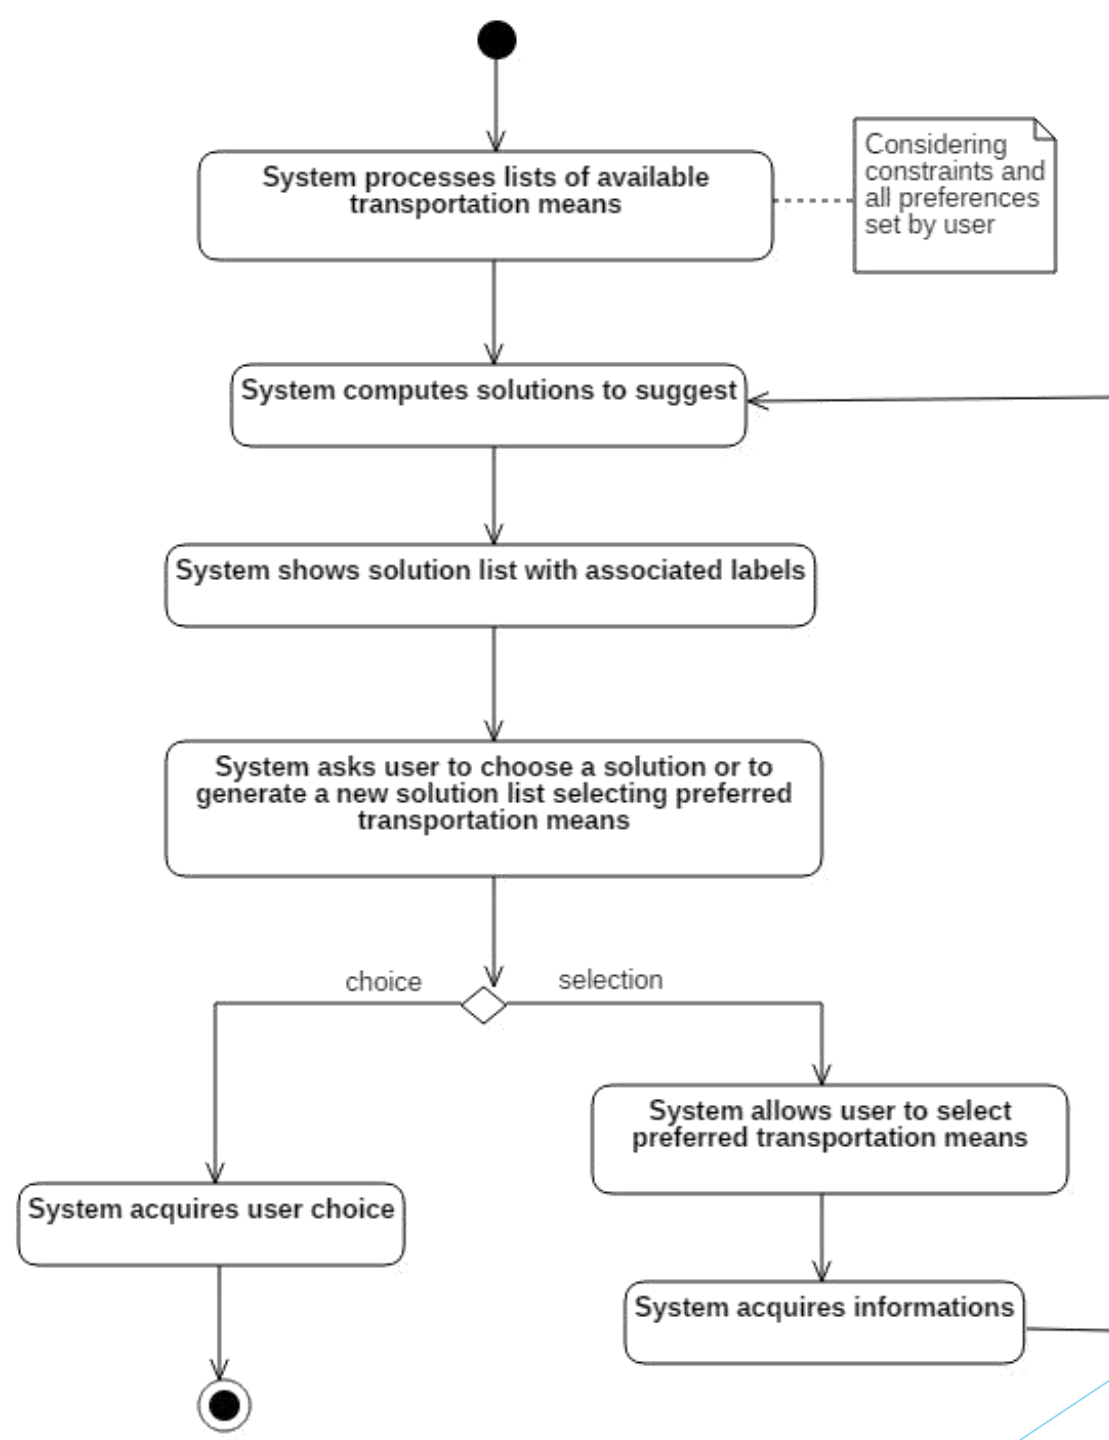 System processes lists of available
transportation means
Considering
constraints and
all preferences
set by user
System computes solutions to suggest
System shows solution list with associated labels
System asks user to choose a solution or to
generate a new solution list selecting preferred
transportation means
choice
selection
System allows user to select
preferred transportation means
System acquires user choice
System acquires informations